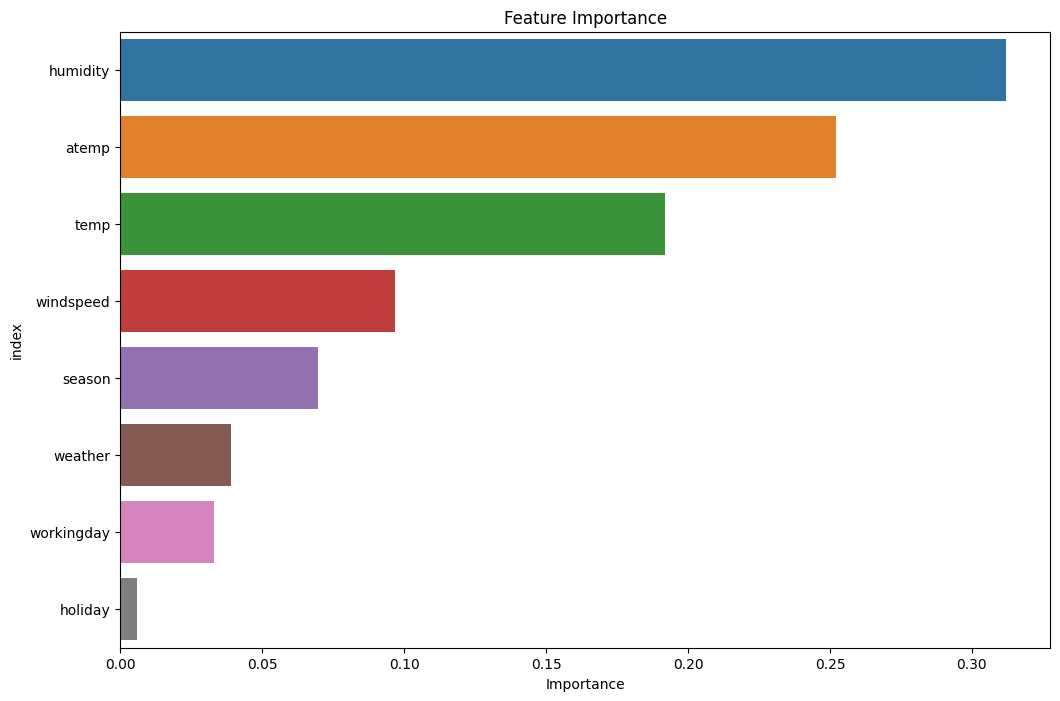 Feature Importance
humidity
atemp
temp
windspeed
season
weather
workingday
holiday
index
0.00 0.05 0.10 0.15 0.20 0.25 0.30
Importance